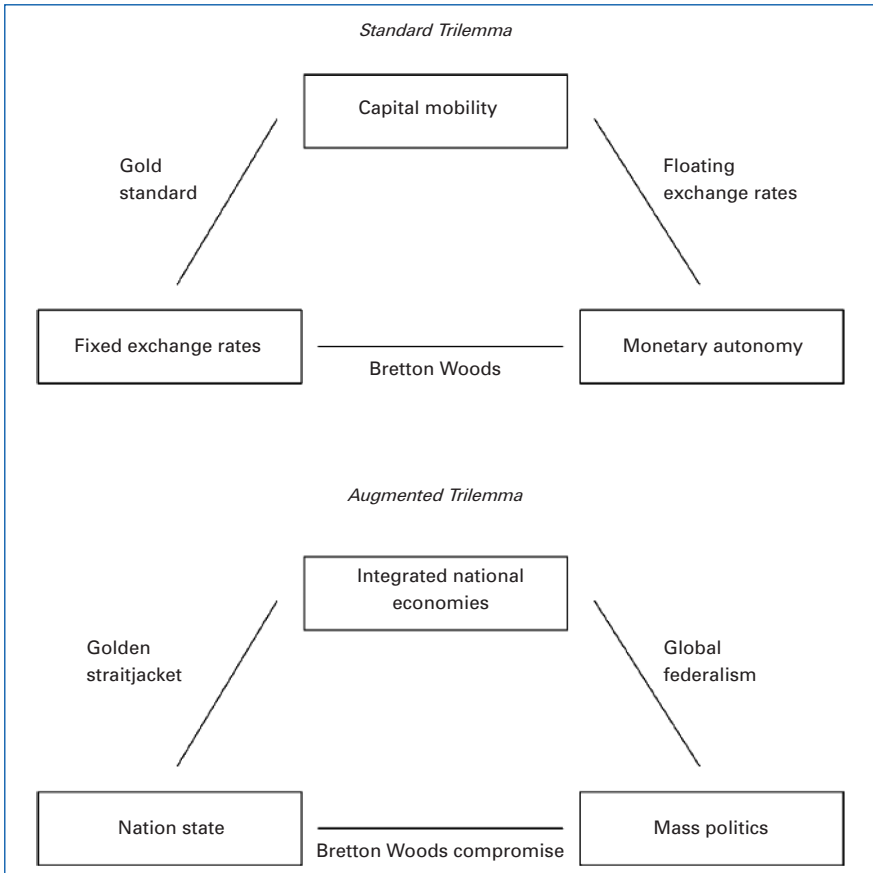 Standard Trilemma
Capital mobility
Gold
standard
Floating
exchange rates
Fixed exchange rates
Monetary autonomy
Bretton Woods
Augmented Trilemma
Integrated national
economies
Golden
straitjacket
Global
federalism
Nation state
Mass politics
Bretton Woods compromise